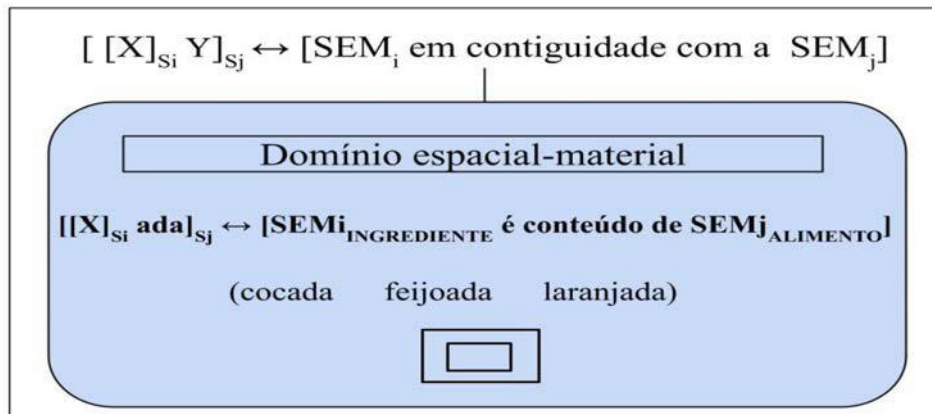 [ [X]Si Y]Sj ↔ [SEMi em contiguidade com a SEMj]
Domínio espacial-material
[[X]Si ada]Sj ↔ [SEMiINGREDIENTE é conteúdo de SEMjALIMENTO]
(cocada feijoada laranjada)